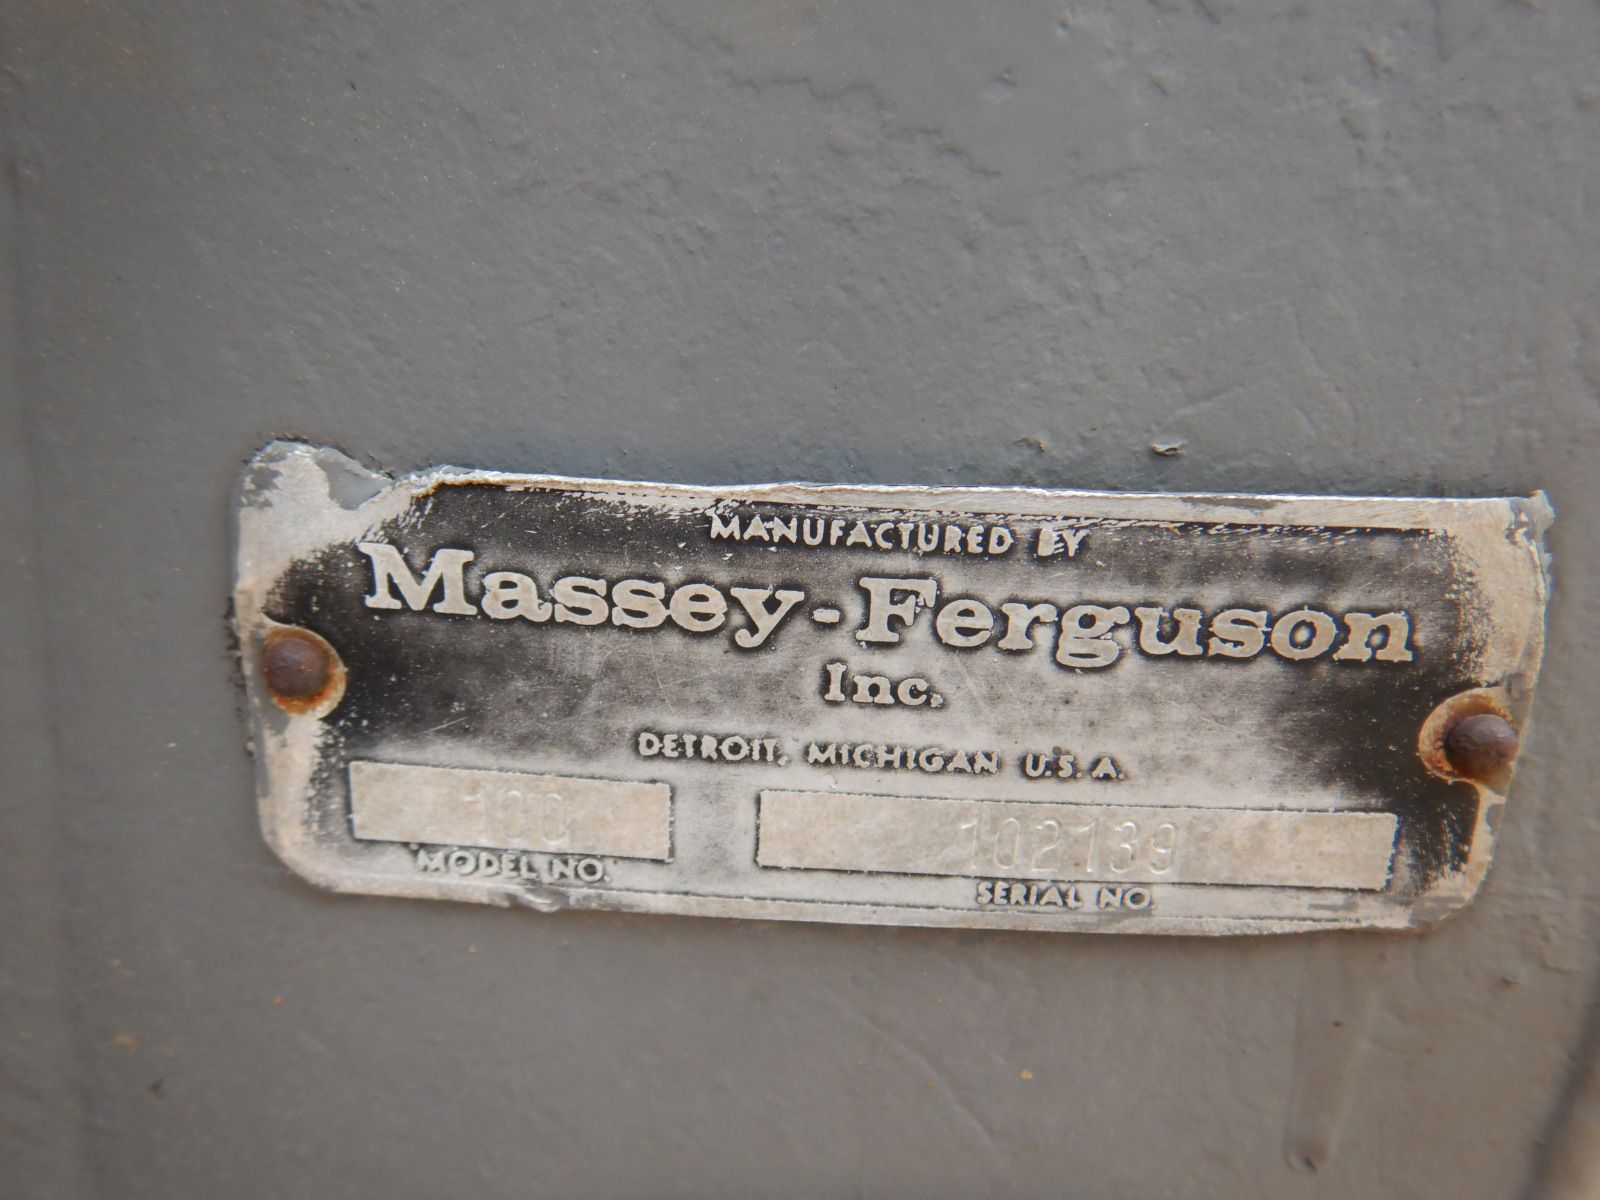 MANUFACTURED BY
Massey-Ferguson
Inc.
DETROIT, MICHIGAN U.S.A.
100 102139
MODEL NO. SERIAL NO.